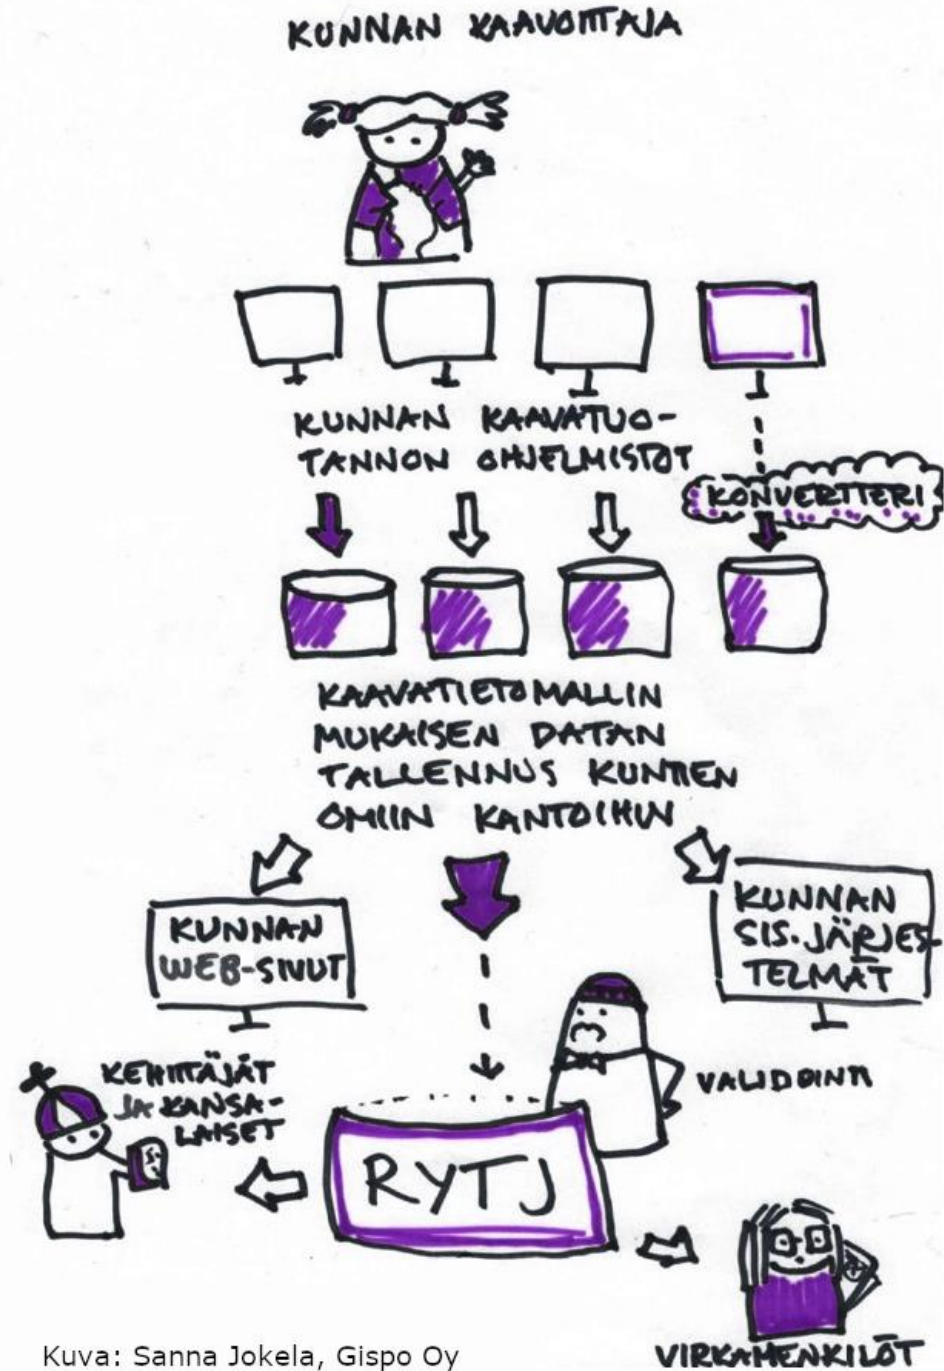 KUNNAN KAAVOITTAJA
KUNNAN KAAVATUO-
TANNON OHJELMISTOT
KONVERTTERI
KAAVATIETOMALLIN
MUKAISEN DATAN
TALLENNUS KUNTIEN
OMIIN KANTOIHIN
KUNNAN
WEB-SIVUT
KUNNAN
SIS.JÄRJES-
TELMÄT
KEHITTÄJÄT
JA KANSA-
LAISET
VALIDOINTI
RYTJ
VIRKAMENKILÖT
Kuva: Sanna Jokela, Gispo Oy